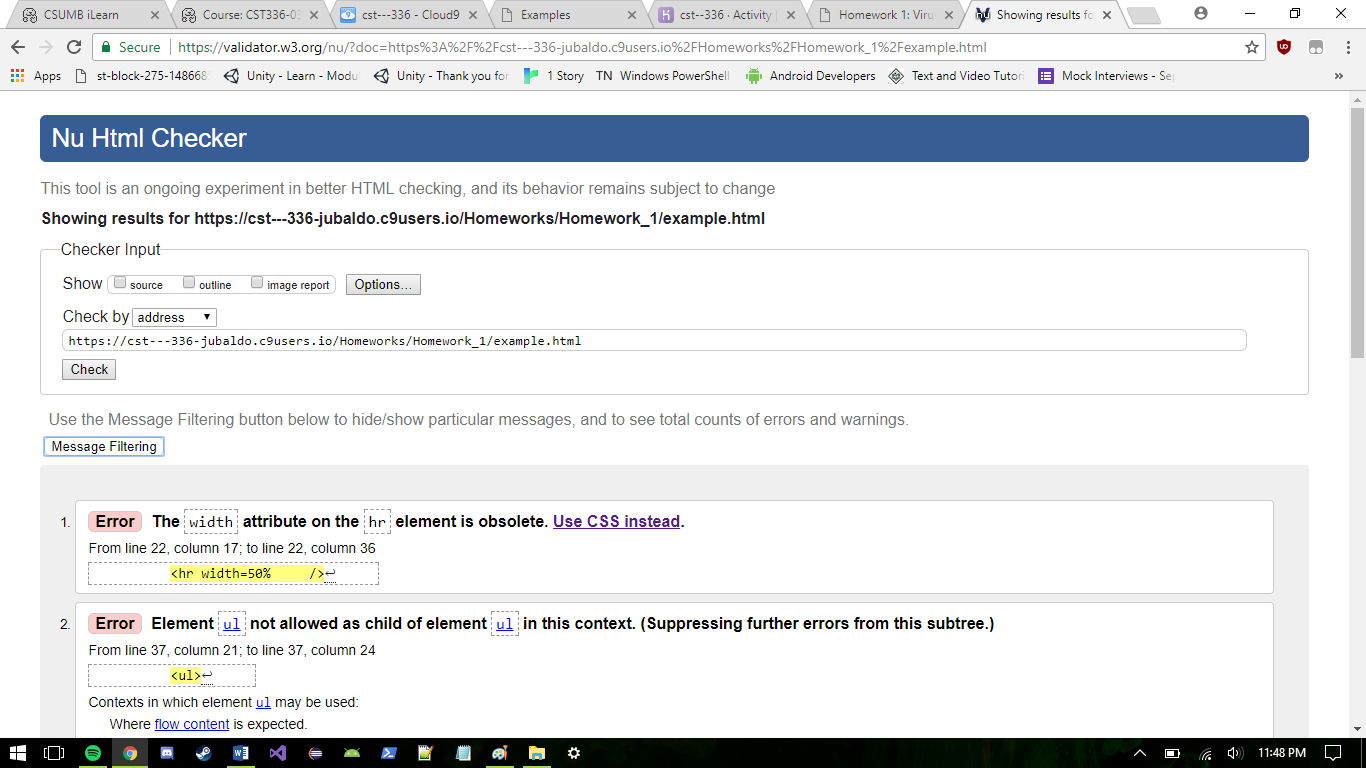 CSUMB iLearn
Course: CST336-03
cst---336 - Cloud9
Examples
cst--336 · Activity
Homework 1: Virus
Showing results fo
Secure
https://validator.w3.org/nu/?doc=https%3A%2F%2Fcst---336-jubaldo.c9users.io%2FHomeworks%2FHomework_1%2Fexample.html
Apps
st-block-275-148668
Unity - Learn - Modu
Unity - Thank you for
1 Story
TN Windows PowerShell
Android Developers
Text and Video Tutori
Mock Interviews - Se
»
Nu Html Checker
This tool is an ongoing experiment in better HTML checking, and its behavior remains subject to change
Showing results for https://cst---336-jubaldo.c9users.io/Homeworks/Homework_1/example.html
Checker Input
Show source outline image report Options...
Check by address
https://cst---336-jubaldo.c9users.io/Homeworks/Homework_1/example.html
Check
Use the Message Filtering button below to hide/show particular messages, and to see total counts of errors and warnings.
Message Filtering
1. Error The width attribute on the hr element is obsolete. Use CSS instead.
From line 22, column 17; to line 22, column 36
<hr width=50%     />↩
2. Error Element ul not allowed as child of element ul in this context. (Suppressing further errors from this subtree.)
From line 37, column 21; to line 37, column 24
<ul>↩
Contexts in which element ul may be used:
Where flow content is expected.
11:48 PM